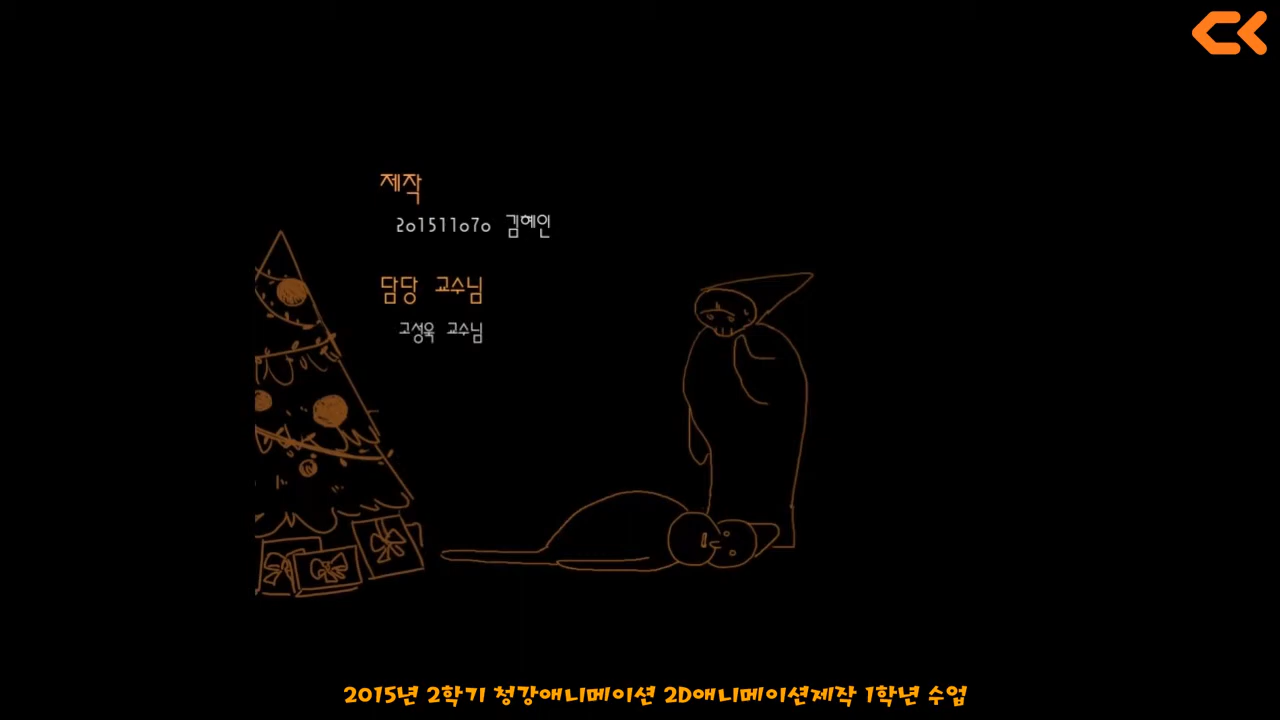 제작
201511070 김혜인
담당 교수님
고성욱 교수님
2015년 2학기 청강애니메이션 2D애니메이션제작 1학년 수업